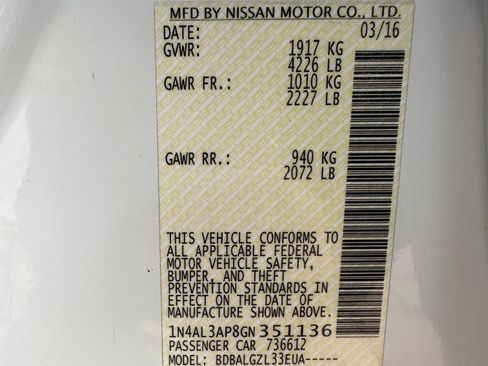 MFD BY NISSAN MOTOR CO., LTD.
DATE: 03/16
GVWR: 1917 KG
4226 LB
GAWR FR.: 1010 KG
2227 LB
GAWR RR.: 940 KG
2072 LB
THIS VEHICLE CONFORMS TO
ALL APPLICABLE FEDERAL
MOTOR VEHICLE SAFETY,
BUMPER, AND THEFT
PREVENTION STANDARDS IN
EFFECT ON THE DATE OF
MANUFACTURE SHOWN ABOVE.
1N4AL3AP8GN351136
PASSENGER CAR 736612
MODEL: BDBALGZL33EUA-----